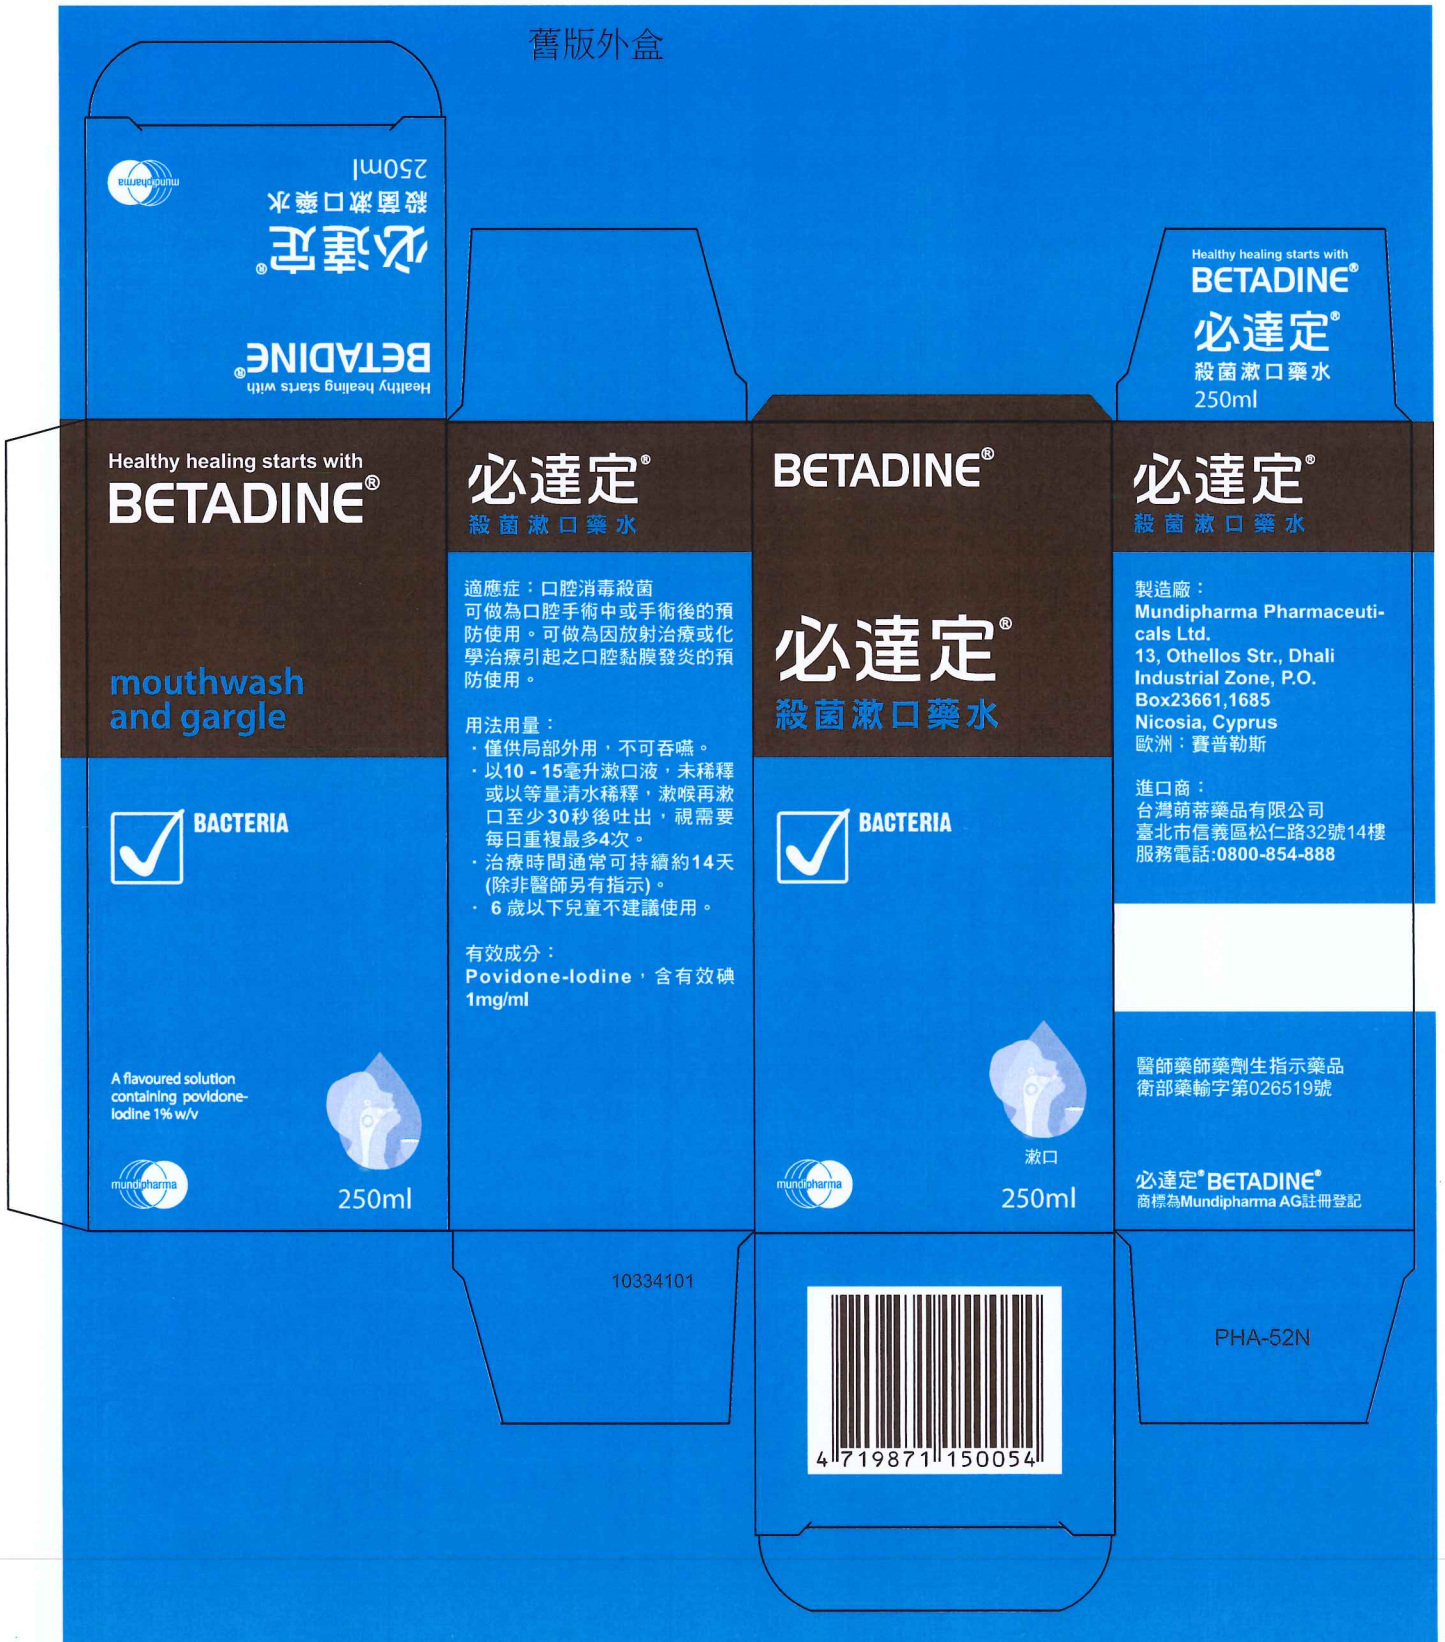 舊版外盒
Healthy healing starts with
BETADINE®
必達定®
殺菌漱口藥水
250ml
mundipharma
Healthy healing starts with
BETADINE®
必達定®
殺菌漱口藥水
250ml
Healthy healing starts with
BETADINE®
mouthwash
and gargle
BACTERIA
A flavoured solution
containing povidone-
Iodine 1% w/v
mundipharma
250ml
必達定®
殺菌漱口藥水
適應症：口腔消毒殺菌
可做為口腔手術中或手術後的預
防使用。可做為因放射治療或化
學治療引起之口腔黏膜發炎的預
防使用。
用法用量：
·僅供局部外用，不可吞嚥。
·以10 - 15毫升漱口液，未稀釋
或以等量清水稀釋，漱喉再漱
口至少30秒後吐出，視需要
每日重複最多4次。
·治療時間通常可持續約14天
(除非醫師另有指示)。
· 6 歲以下兒童不建議使用。
有效成分：
Povidone-Iodine，含有效碘
1mg/ml
BETADINE®
必達定®
殺菌漱口藥水
BACTERIA
漱口
mundipharma
250ml
必達定®
殺菌漱口藥水
製造廠：
Mundipharma Pharmaceuti-
cals Ltd.
13, Othellos Str., Dhali
Industrial Zone, P.O.
Box23661,1685
Nicosia, Cyprus
歐洲：賽普勒斯
進口商：
台灣萌蒂藥品有限公司
臺北市信義區松仁路32號14樓
服務電話:0800-854-888
醫師藥師藥劑生指示藥品
衛部藥輸字第026519號
必達定®BETADINE®
商標為Mundipharma AG註冊登記
10334101
4 719871 150054
PHA-52N